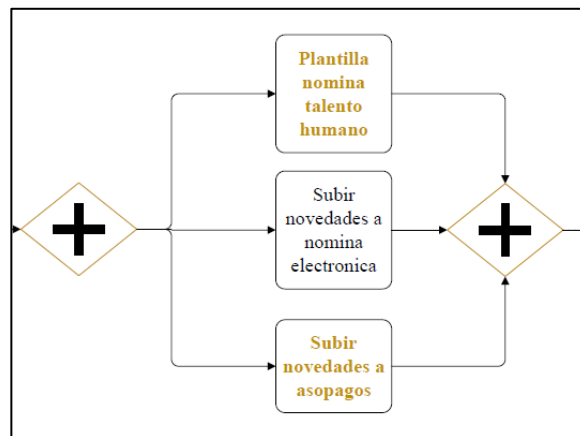 Plantilla
nomina
talento
humano
Subir
novedades a
nomina
electronica
Subir
novedades a
asopagos